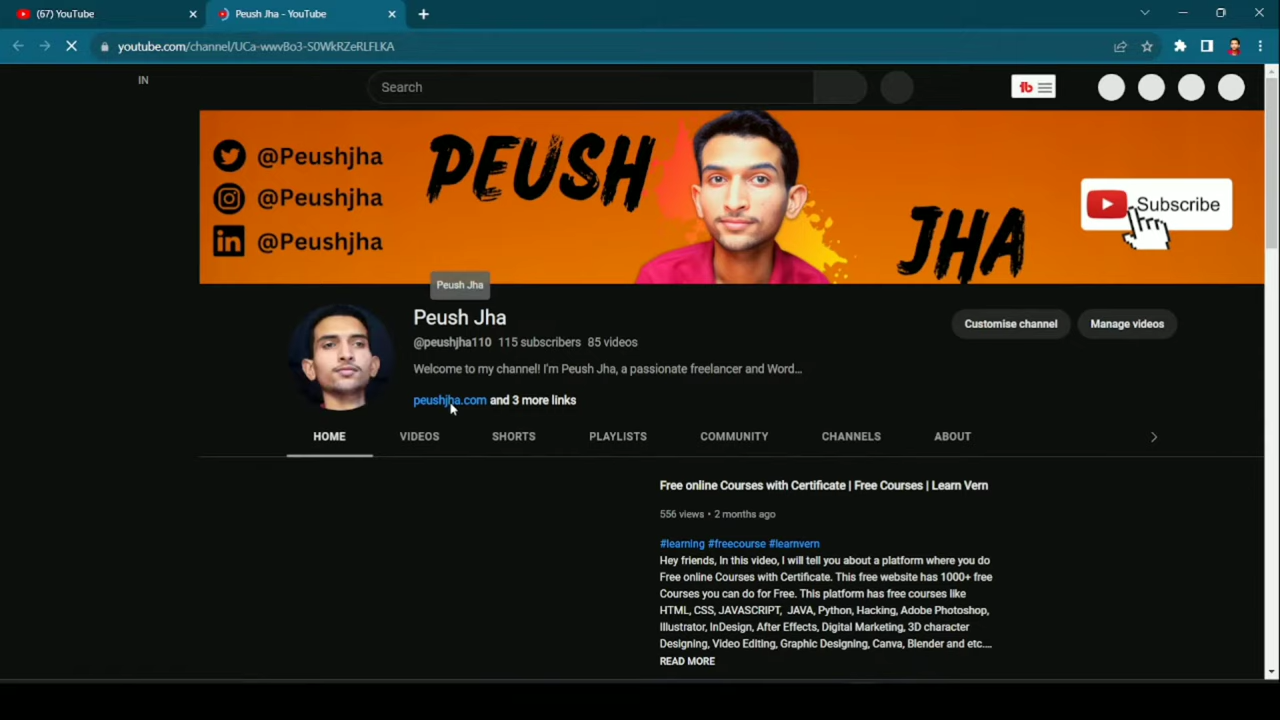 (67) YouTube
Peush Jha - YouTube
youtube.com/channel/UCa-wwvBo3-S0WkRZeRLFLKA
IN
Search
tb
@Peushjha
@Peushjha
@Peushjha
PEUSH
JHA
Subscribe
Peush Jha
Peush Jha
@peushjha110 115 subscribers 85 videos
Customise channel
Manage videos
Welcome to my channel! I'm Peush Jha, a passionate freelancer and Word...
peushjha.com and 3 more links
HOME VIDEOS SHORTS PLAYLISTS COMMUNITY CHANNELS ABOUT
Free online Courses with Certificate | Free Courses | Learn Vern
556 views • 2 months ago
#learning #freecourse #learnvern
Hey friends, In this video, I will tell you about a platform where you do
Free online Courses with Certificate. This free website has 1000+ free
Courses you can do for Free. This platform has free courses like
HTML, CSS, JAVASCRIPT, JAVA, Python, Hacking, Adobe Photoshop,
Illustrator, InDesign, After Effects, Digital Marketing, 3D character
Designing, Video Editing, Graphic Designing, Canva, Blender and etc....
READ MORE